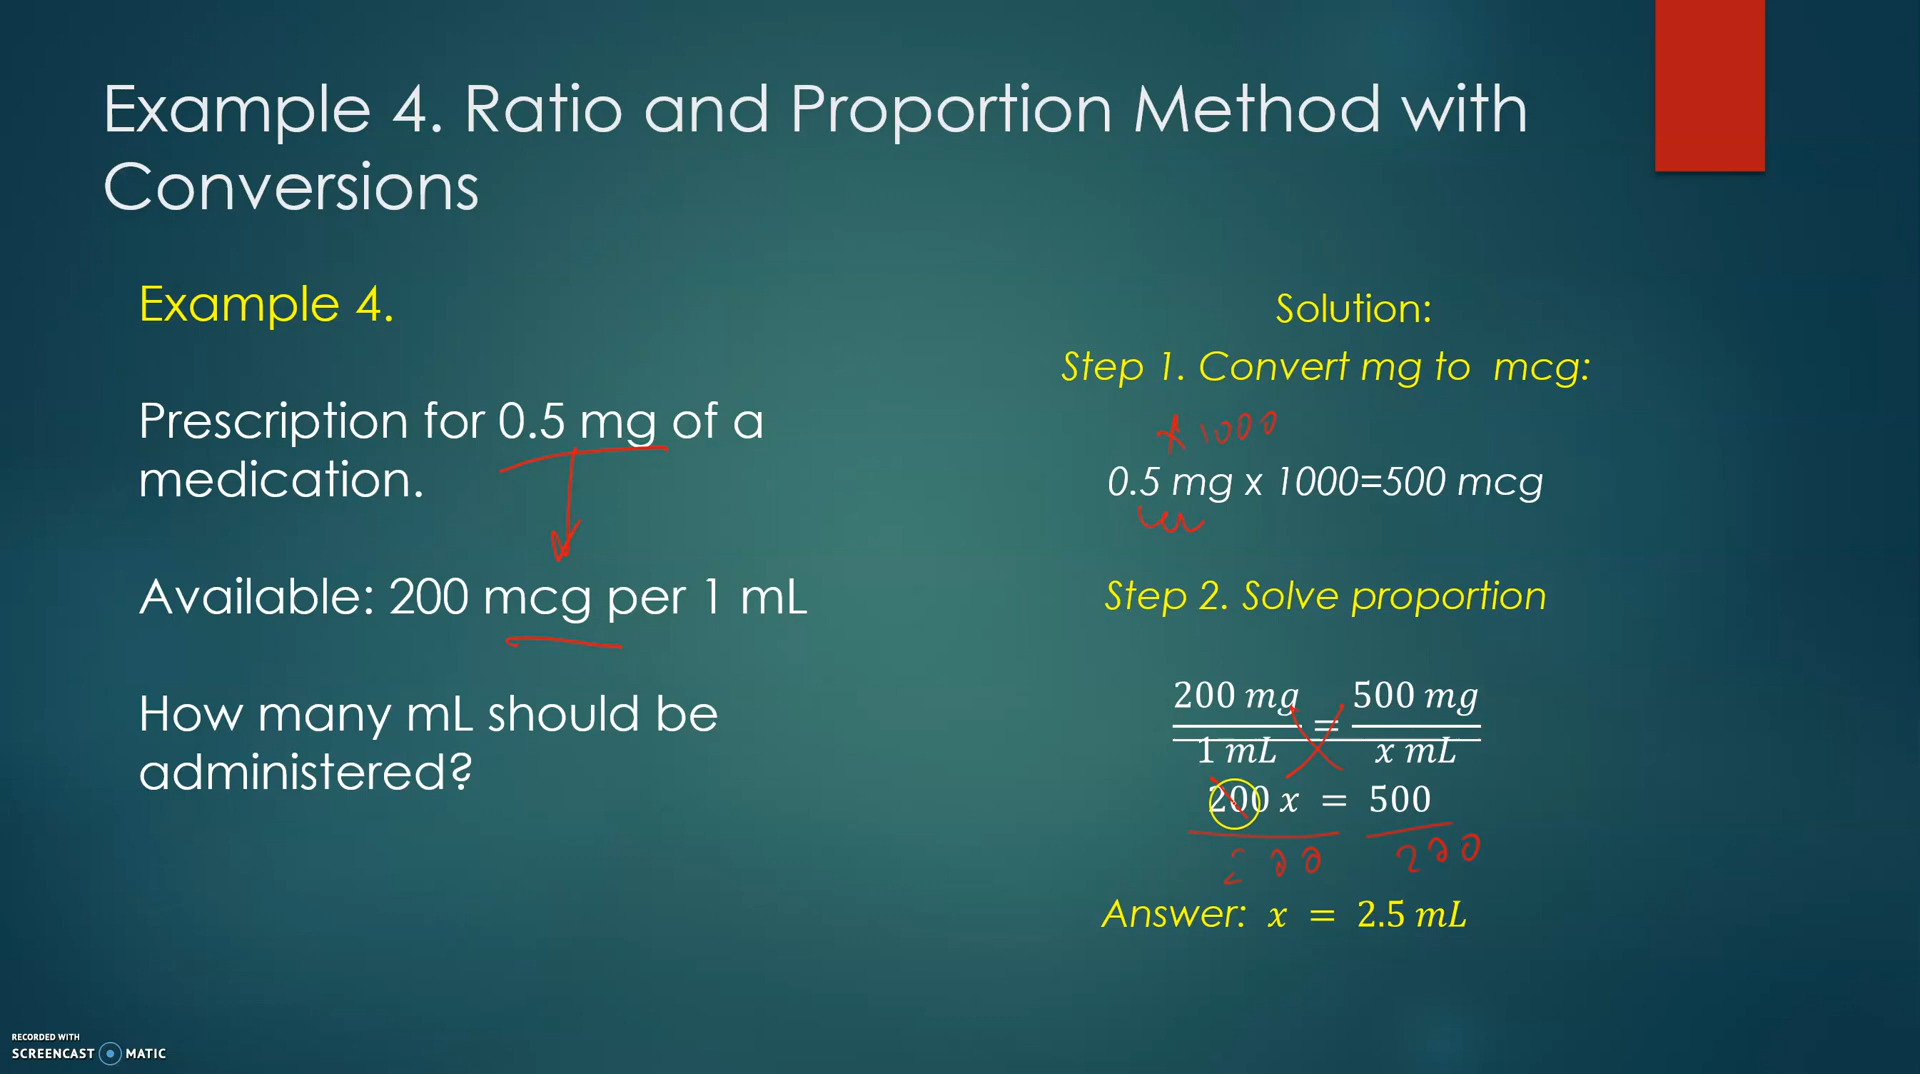 Example 4. Ratio and Proportion Method with
Conversions
Example 4.
Prescription for 0.5 mg of a
medication.
Available: 200 mcg per 1 mL
How many mL should be
administered?
Solution:
Step 1. Convert mg to mcg:
x 1000
0.5 mg x 1000=500 mcg
Step 2. Solve proportion
200 mg = 500 mg
1 mL x mL
200 x = 500
200 200
Answer: x = 2.5 mL
RECORDED WITH
SCREENCAST MATIC